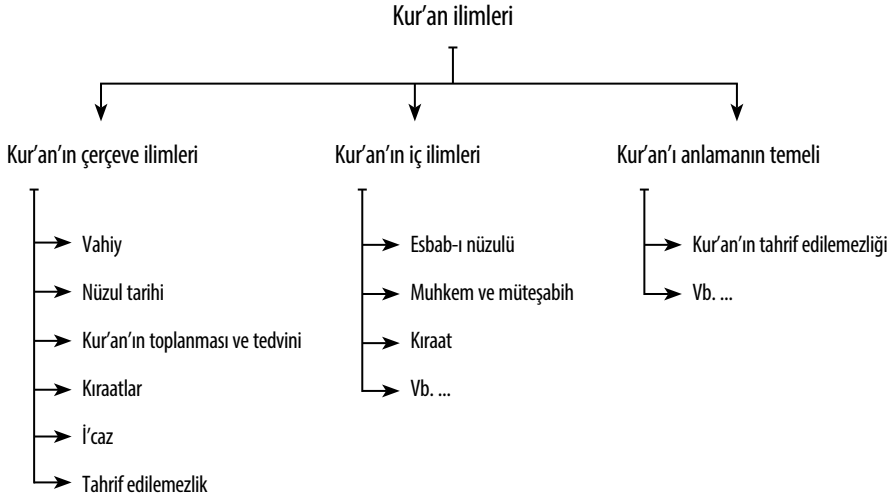 Kur’an ilimleri
Kur’an’ın çerçeve ilimleri
Vahiy
Nüzul tarihi
Kur’an’ın toplanması ve tedvini
Kıraatlar
İ’caz
Tahrif edilemezlik
Kur’an’ın iç ilimleri
Esbab-ı nüzulü
Muhkem ve müteşabih
Kıraat
Vb. ...
Kur’an’ı anlamanın temeli
Kur’an’ın tahrif edilemezliği
Vb. ...